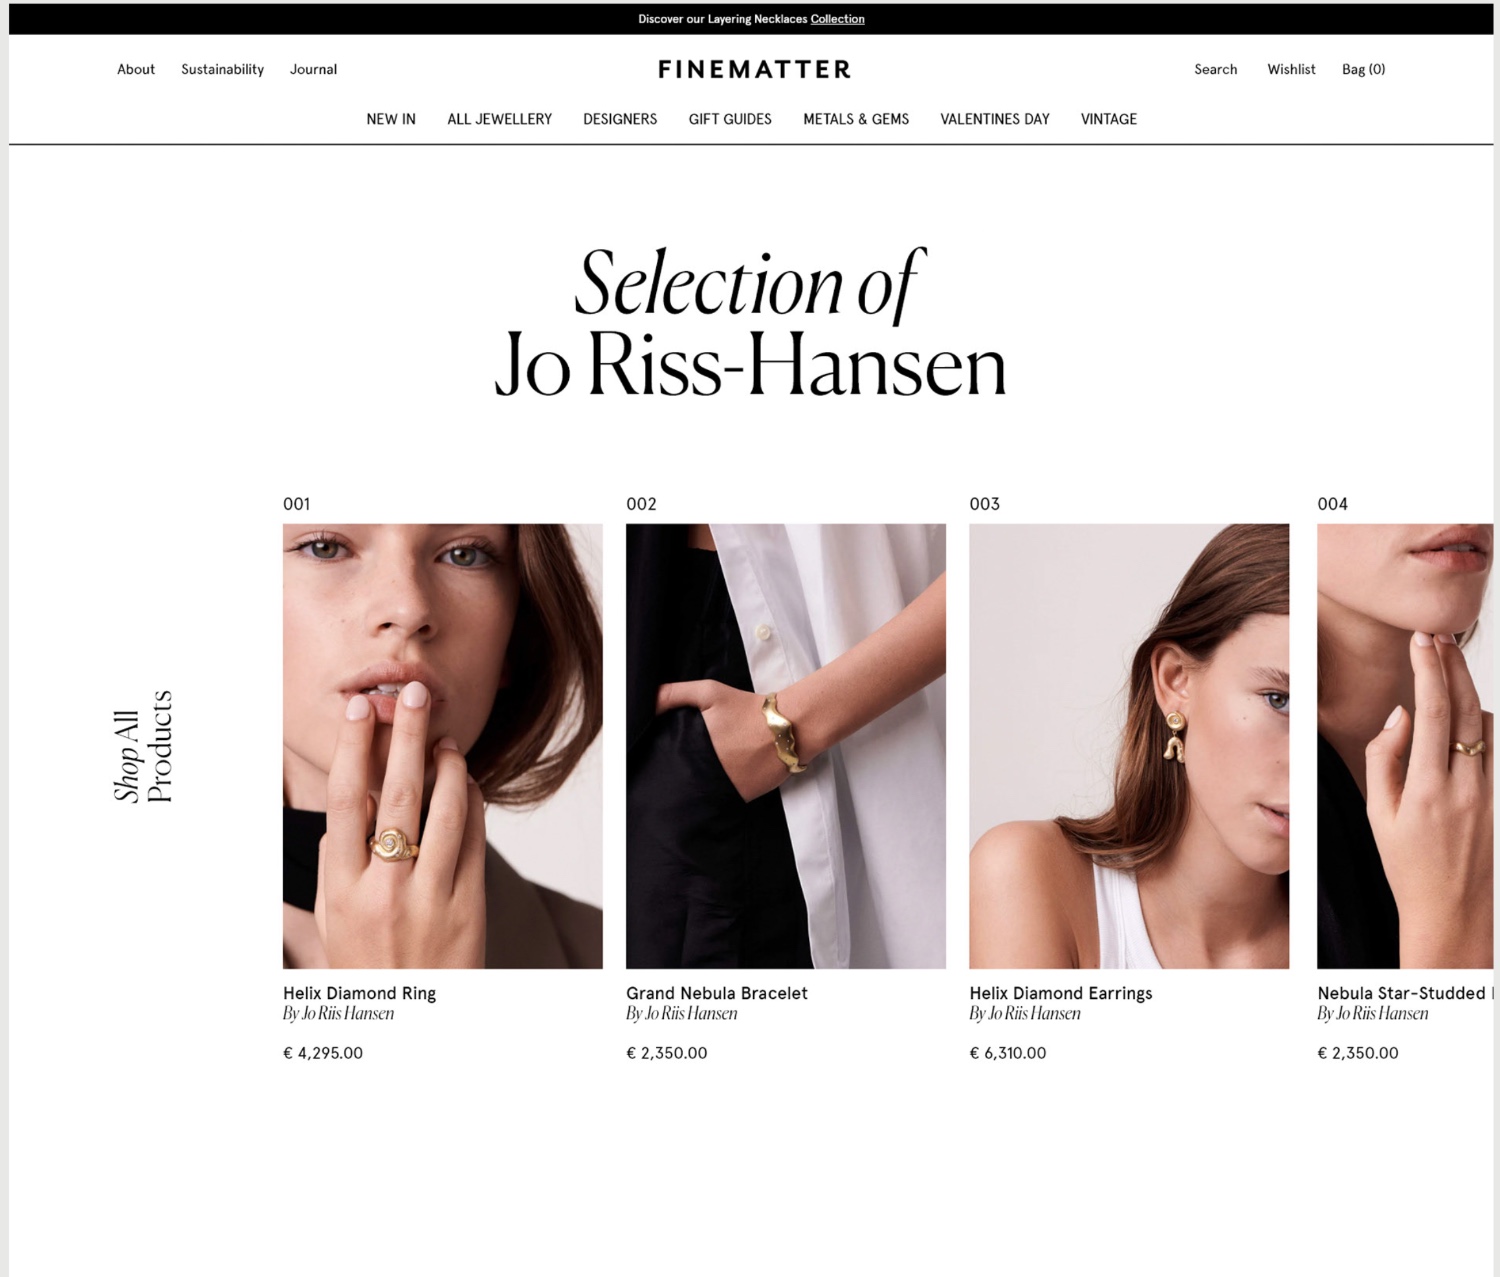 Discover our Layering Necklaces Collection
About Sustainability Journal
FINEMATTER
Search Wishlist Bag (0)
NEW IN ALL JEWELLERY DESIGNERS GIFT GUIDES METALS & GEMS VALENTINES DAY VINTAGE
Selection of
Jo Riss-Hansen
Shop All
Products
001
Helix Diamond Ring
By Jo Riis Hansen
€ 4,295.00
002
Grand Nebula Bracelet
By Jo Riis Hansen
€ 2,350.00
003
Helix Diamond Earrings
By Jo Riis Hansen
€ 6,310.00
004
Nebula Star-Studded
By Jo Riis Hansen
€ 2,350.00